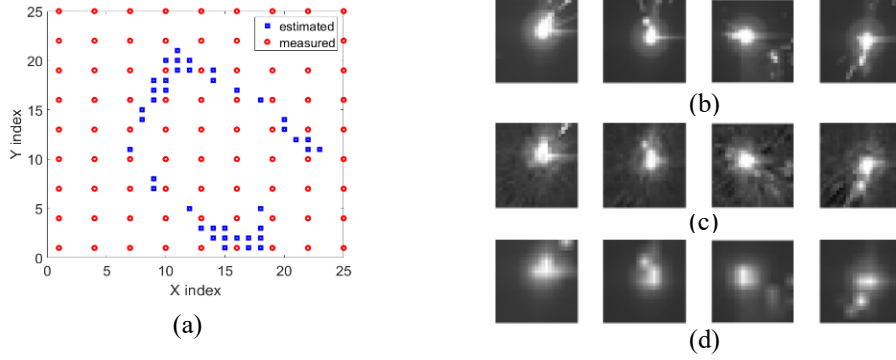 25
20
15
10
5
0
Y index
0 5 10 15 20 25
X index
estimated
measured
(a)
(b)
(c)
(d)